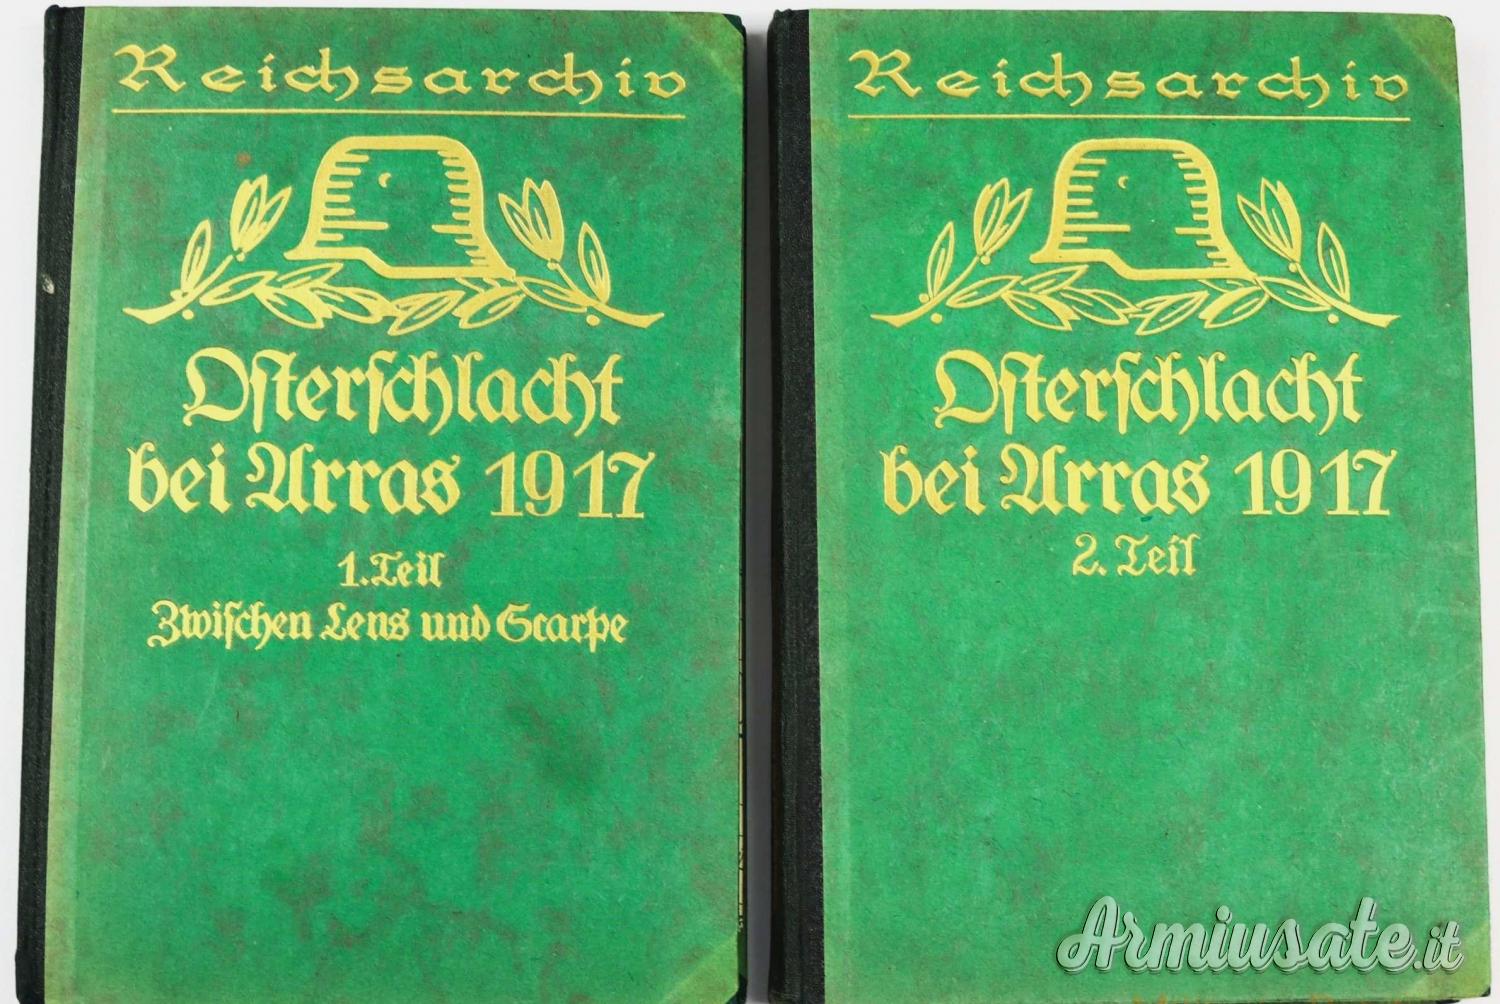 Reichsarchiv
Osterschlacht
bei Arras 1917
1. Teil
Zwischen Lens und Scarpe
Reichsarchiv
Osterschlacht
bei Arras 1917
2. Teil
Armiusate.it